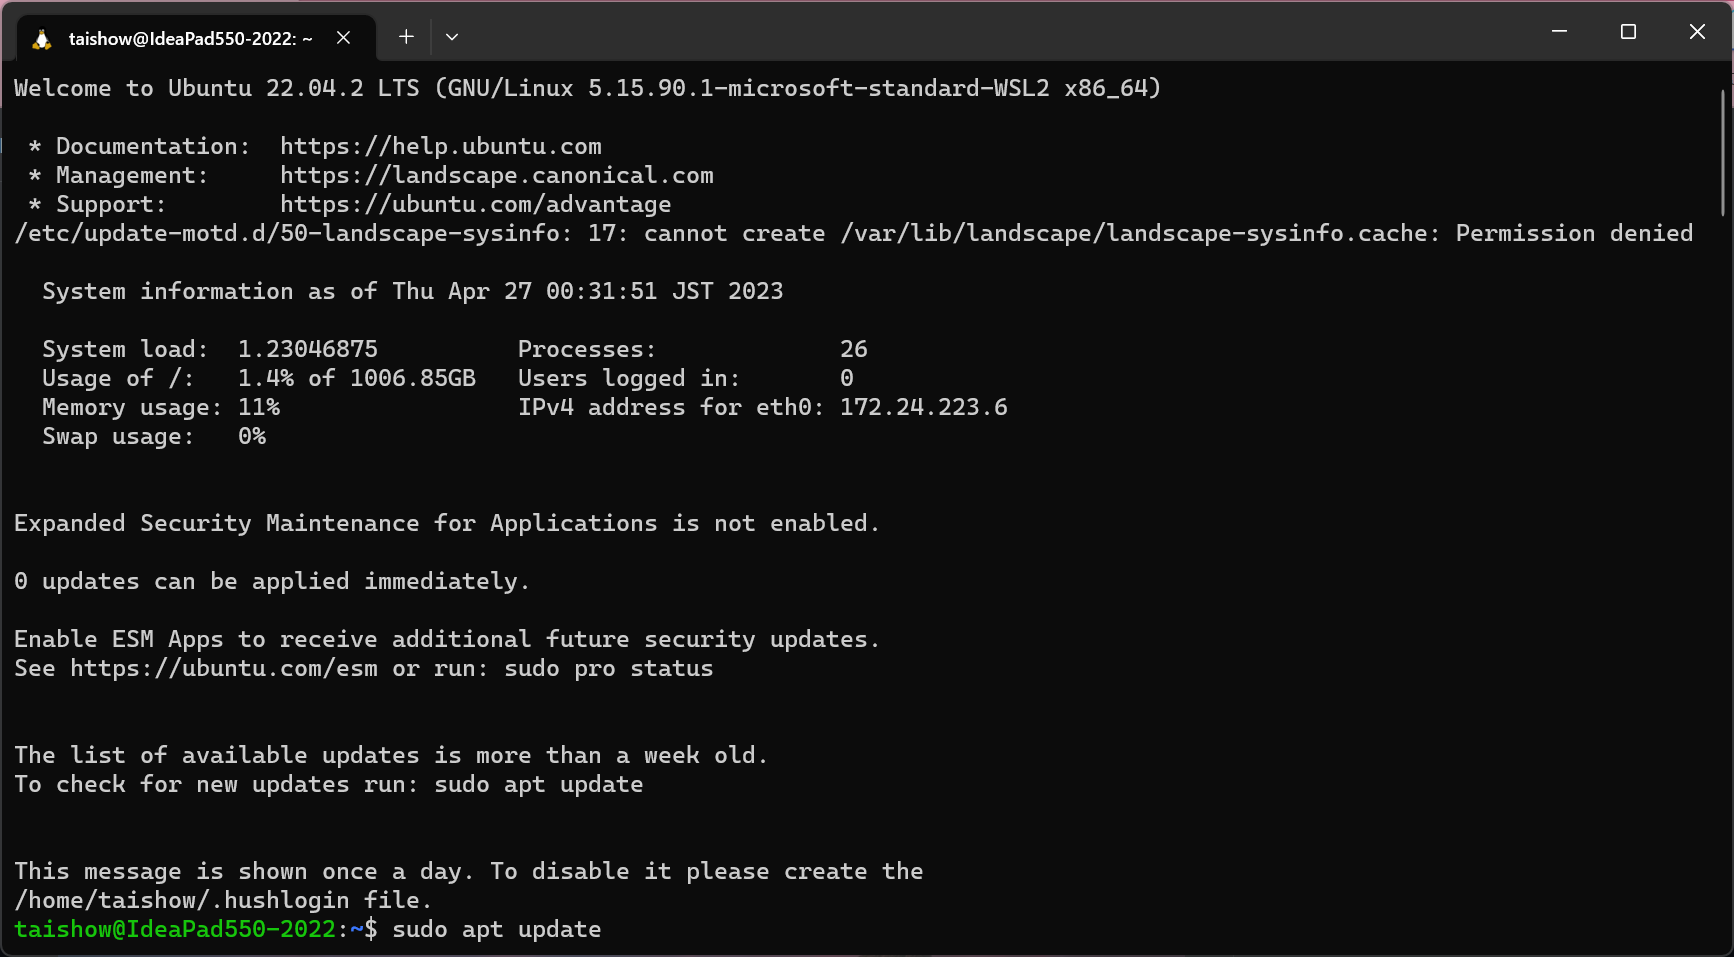 taishow@IdeaPad550-2022: ~
Welcome to Ubuntu 22.04.2 LTS (GNU/Linux 5.15.90.1-microsoft-standard-WSL2 x86_64)
* Documentation:  https://help.ubuntu.com
* Management:     https://landscape.canonical.com
* Support:        https://ubuntu.com/advantage
/etc/update-motd.d/50-landscape-sysinfo: 17: cannot create /var/lib/landscape/landscape-sysinfo.cache: Permission denied
System information as of Thu Apr 27 00:31:51 JST 2023
System load:  1.23046875          Processes:             26
Usage of /:   1.4% of 1006.85GB   Users logged in:       0
Memory usage: 11%                 IPv4 address for eth0: 172.24.223.6
Swap usage:   0%
Expanded Security Maintenance for Applications is not enabled.
0 updates can be applied immediately.
Enable ESM Apps to receive additional future security updates.
See https://ubuntu.com/esm or run: sudo pro status
The list of available updates is more than a week old.
To check for new updates run: sudo apt update
This message is shown once a day. To disable it please create the
/home/taishow/.hushlogin file.
taishow@IdeaPad550-2022:~$ sudo apt update